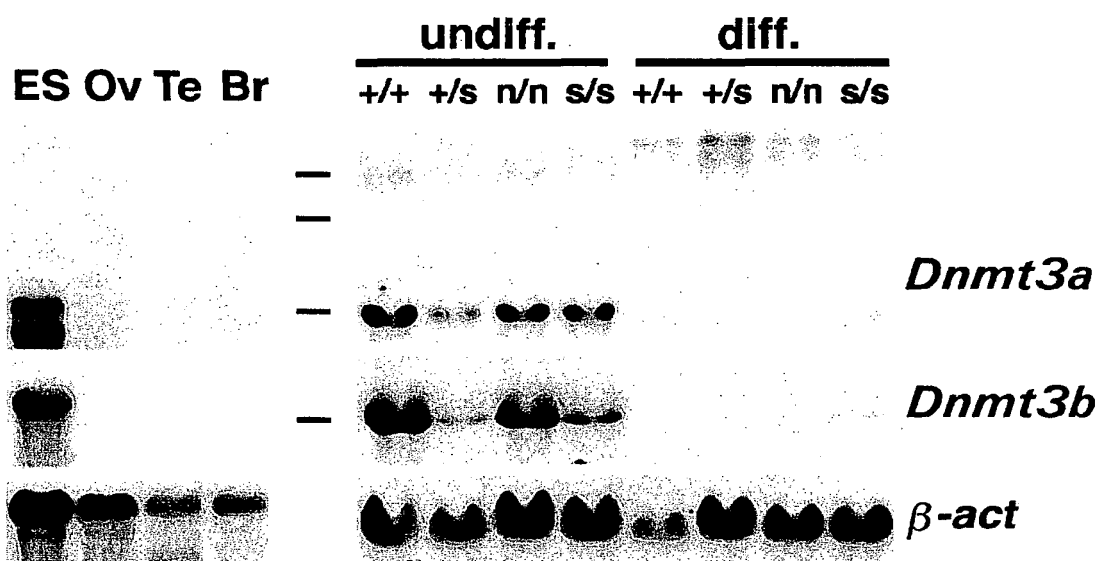 undiff. diff.
ES Ov Te Br +/+ +/s n/n s/s +/+ +/s n/n s/s
Dnmt3a
Dnmt3b
β-act